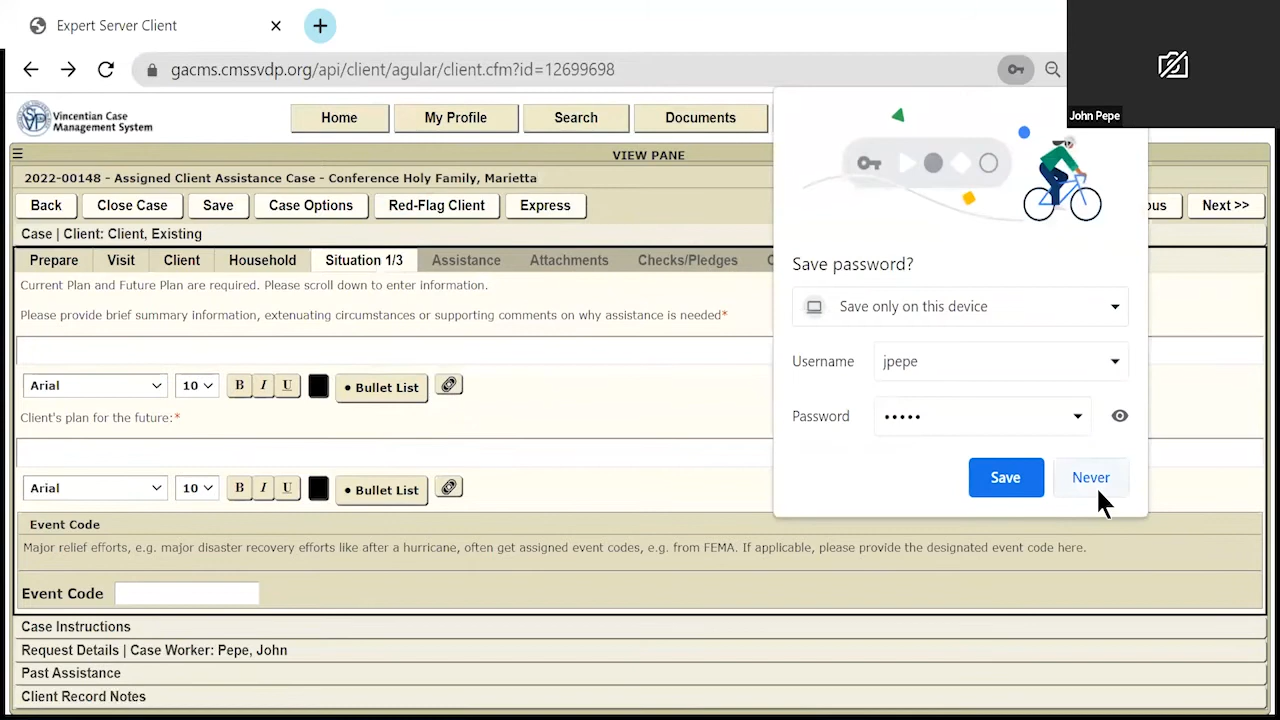 Expert Server Client
gacms.cmssvdp.org/api/client/agular/client.cfm?id=12699698
John Pepe
Vincentian Case
Management System
Home
My Profile
Search
Documents
VIEW PANE
2022-00148 - Assigned Client Assistance Case - Conference Holy Family, Marietta
Back
Close Case
Save
Case Options
Red-Flag Client
Express
Next >>
Case | Client: Client, Existing
Prepare
Visit
Client
Household
Situation 1/3
Assistance
Attachments
Checks/Pledges
Current Plan and Future Plan are required. Please scroll down to enter information.
Please provide brief summary information, extenuating circumstances or supporting comments on why assistance is needed*
Arial
10
B
I
U
• Bullet List
Client's plan for the future:*
Arial
10
B
I
U
• Bullet List
Save password?
Save only on this device
Username
jpepe
Password
•••••
Save
Never
Event Code
Major relief efforts, e.g. major disaster recovery efforts like after a hurricane, often get assigned event codes, e.g. from FEMA. If applicable, please provide the designated event code here.
Event Code
Case Instructions
Request Details | Case Worker: Pepe, John
Past Assistance
Client Record Notes